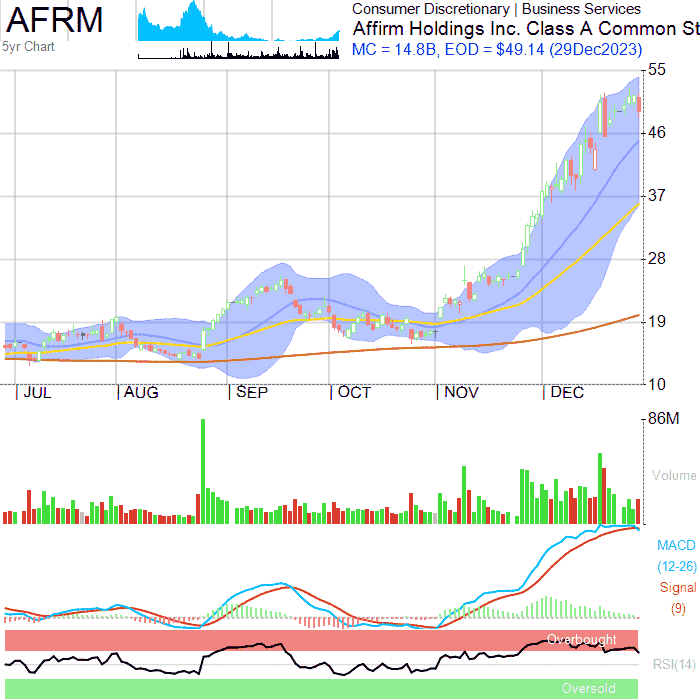 AFRM
5yr Chart
Consumer Discretionary | Business Services
Affirm Holdings Inc. Class A Common St
MC = 14.8B, EOD = $49.14 (29Dec2023)
55
46
37
28
19
10
JUL AUG SEP OCT NOV DEC
86M
Volume
MACD
(12-26)
Signal
(9)
Overbought
RSI(14)
Oversold